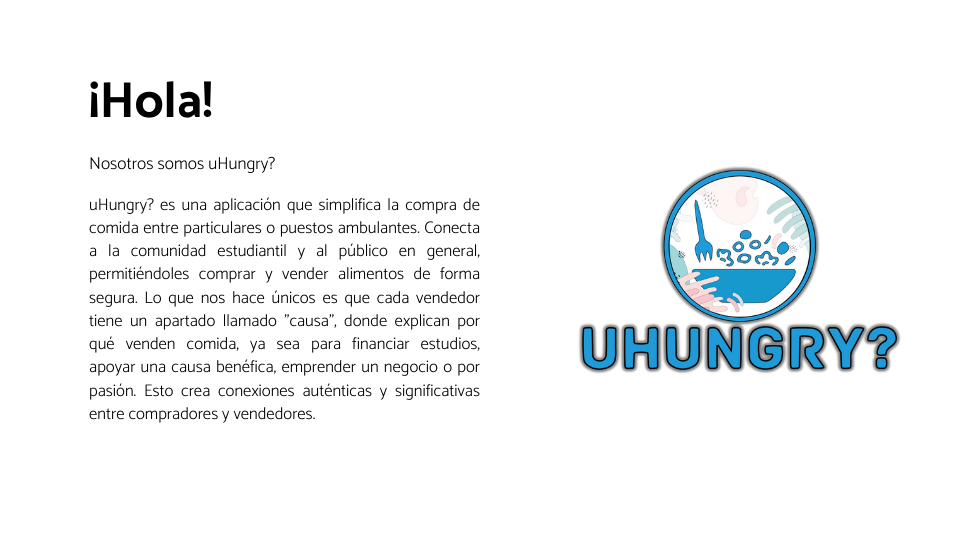 ¡Hola!
Nosotros somos uHungry?
uHungry? es una aplicación que simplifica la compra de
comida entre particulares o puestos ambulantes. Conecta
a la comunidad estudiantil y al público en general,
permitiéndoles comprar y vender alimentos de forma
segura. Lo que nos hace únicos es que cada vendedor
tiene un apartado llamado ”causa”, donde explican por
qué venden comida, ya sea para financiar estudios,
apoyar una causa benéfica, emprender un negocio o por
pasión. Esto crea conexiones auténticas y significativas
entre compradores y vendedores.
UHUNGRY?